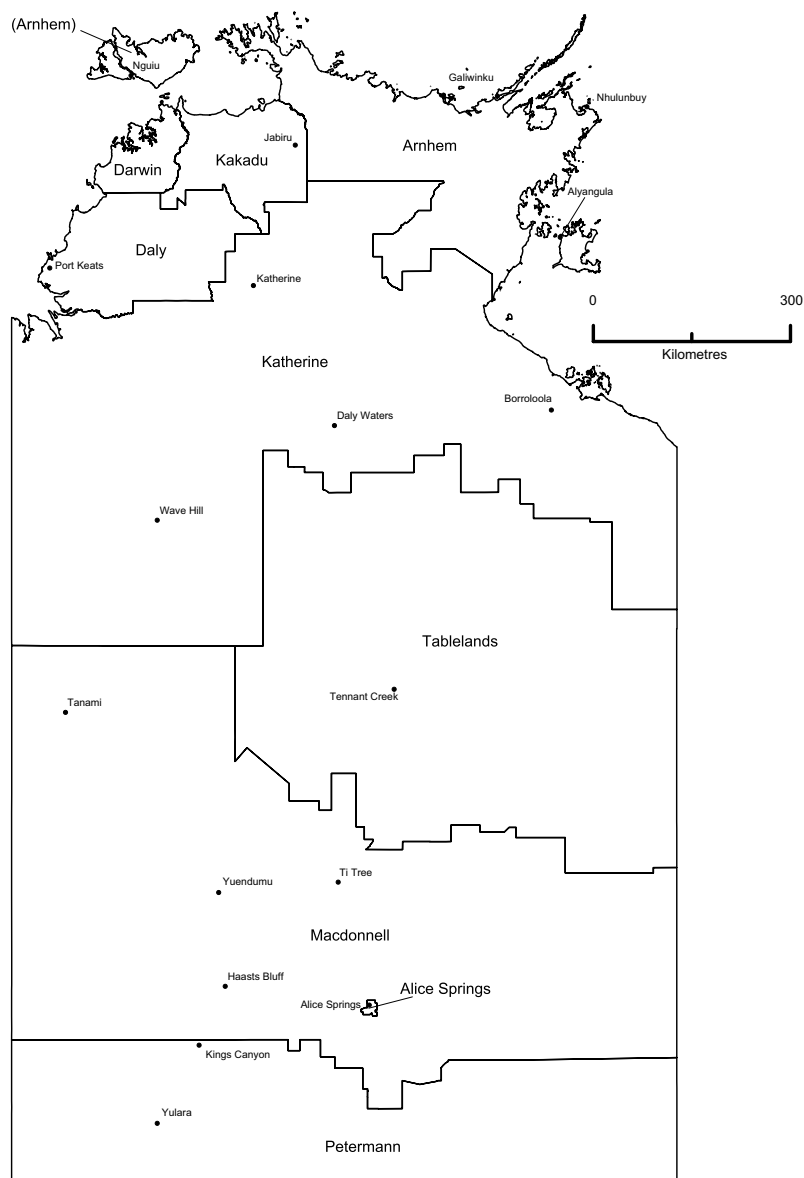 (Arnhem)
Nguiu
Galiwinku
Nhulunbuy
Jabiru
Arnhem
Kakadu
Darwin
Alyangula
Daly
Port Keats
Katherine
0
300
Kilometres
Katherine
Borroloola
Daly Waters
Wave Hill
Tablelands
Tennant Creek
Tanami
Ti Tree
Yuendumu
Macdonnell
Haasts Bluff
Alice Springs
Alice Springs
Kings Canyon
Yulara
Petermann